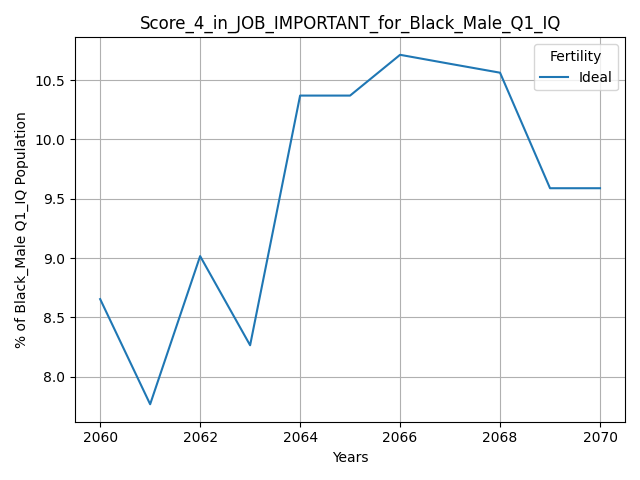 Score_4_in_JOB_IMPORTANT_for_Black_Male_Q1_IQ
Fertility
Ideal
% of Black_Male Q1_IQ Population
10.5
10.0
9.5
9.0
8.5
8.0
2060 2062 2064 2066 2068 2070
Years